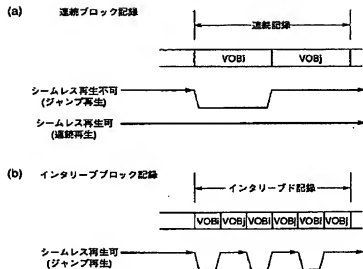 (a) 連続ブロック記録
連続記録
VOBi VOBj
シームレス再生不可
(ジャンプ再生)
シームレス再生可
(連続再生)
(b) インタリーブブロック記録
インタリーブド記録
VOBi VOBj VOBi VOBj VOBi VOBj
シームレス再生可
(ジャンプ再生)